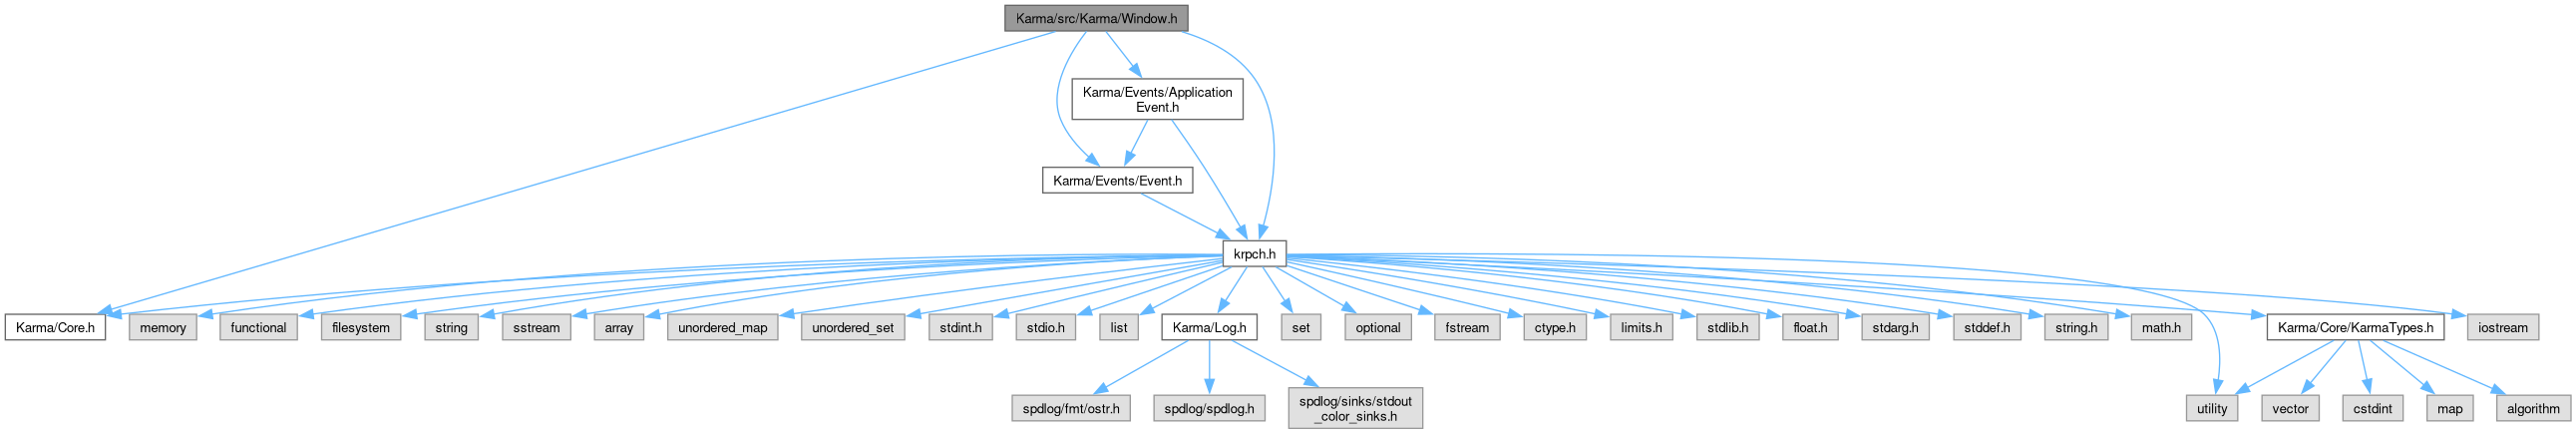 Karma/src/Karma/Window.h
Karma/Events/Application
Event.h
Karma/Events/Event.h
krpch.h
Karma/Core.h
memory
functional
filesystem
string
sstream
array
unordered_map
unordered_set
stdint.h
stdio.h
list
Karma/Log.h
set
optional
fstream
ctype.h
limits.h
stdlib.h
float.h
stdarg.h
stddef.h
string.h
math.h
Karma/Core/KarmaTypes.h
iostream
spdlog/fmt/ostr.h
spdlog/spdlog.h
spdlog/sinks/stdout
_color_sinks.h
utility
vector
cstdint
map
algorithm